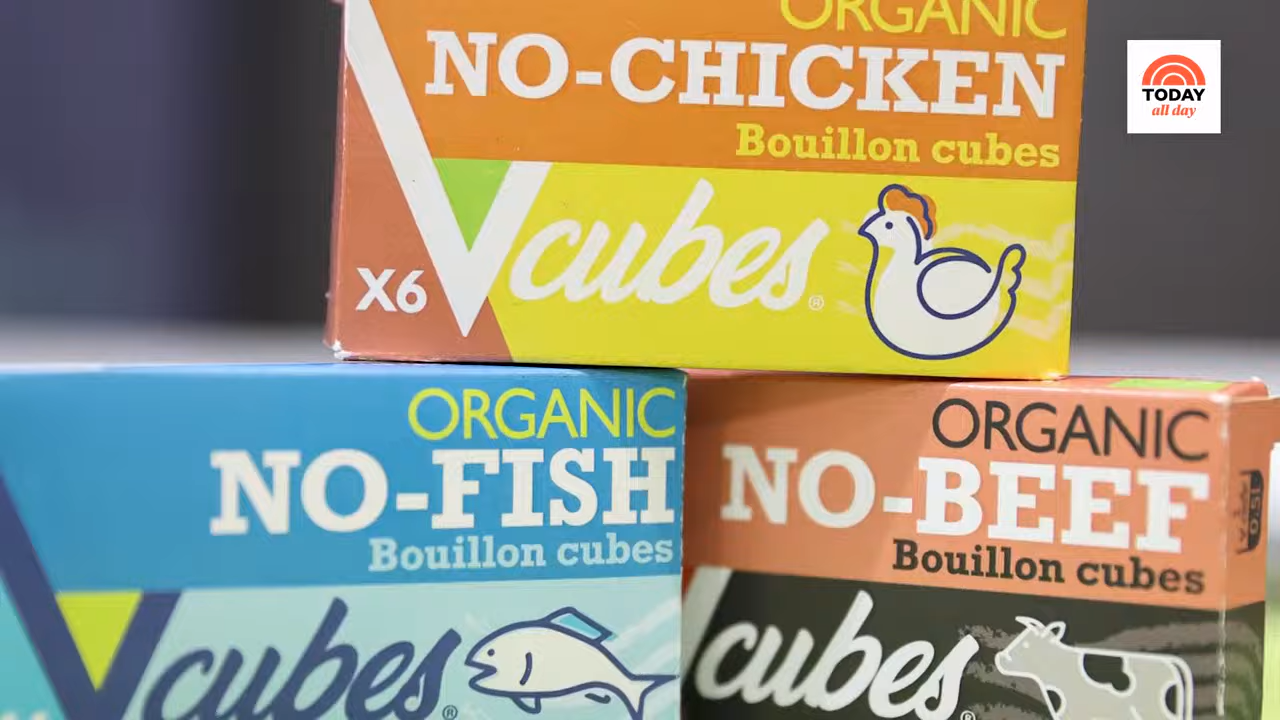 ORGANIC
NO-CHICKEN
Bouillon cubes
Vcubes®
X6
TODAY
all day
ORGANIC
NO-FISH
Bouillon cubes
Vcubes®
ORGANIC
NO-BEEF
Bouillon cubes
Vcubes®